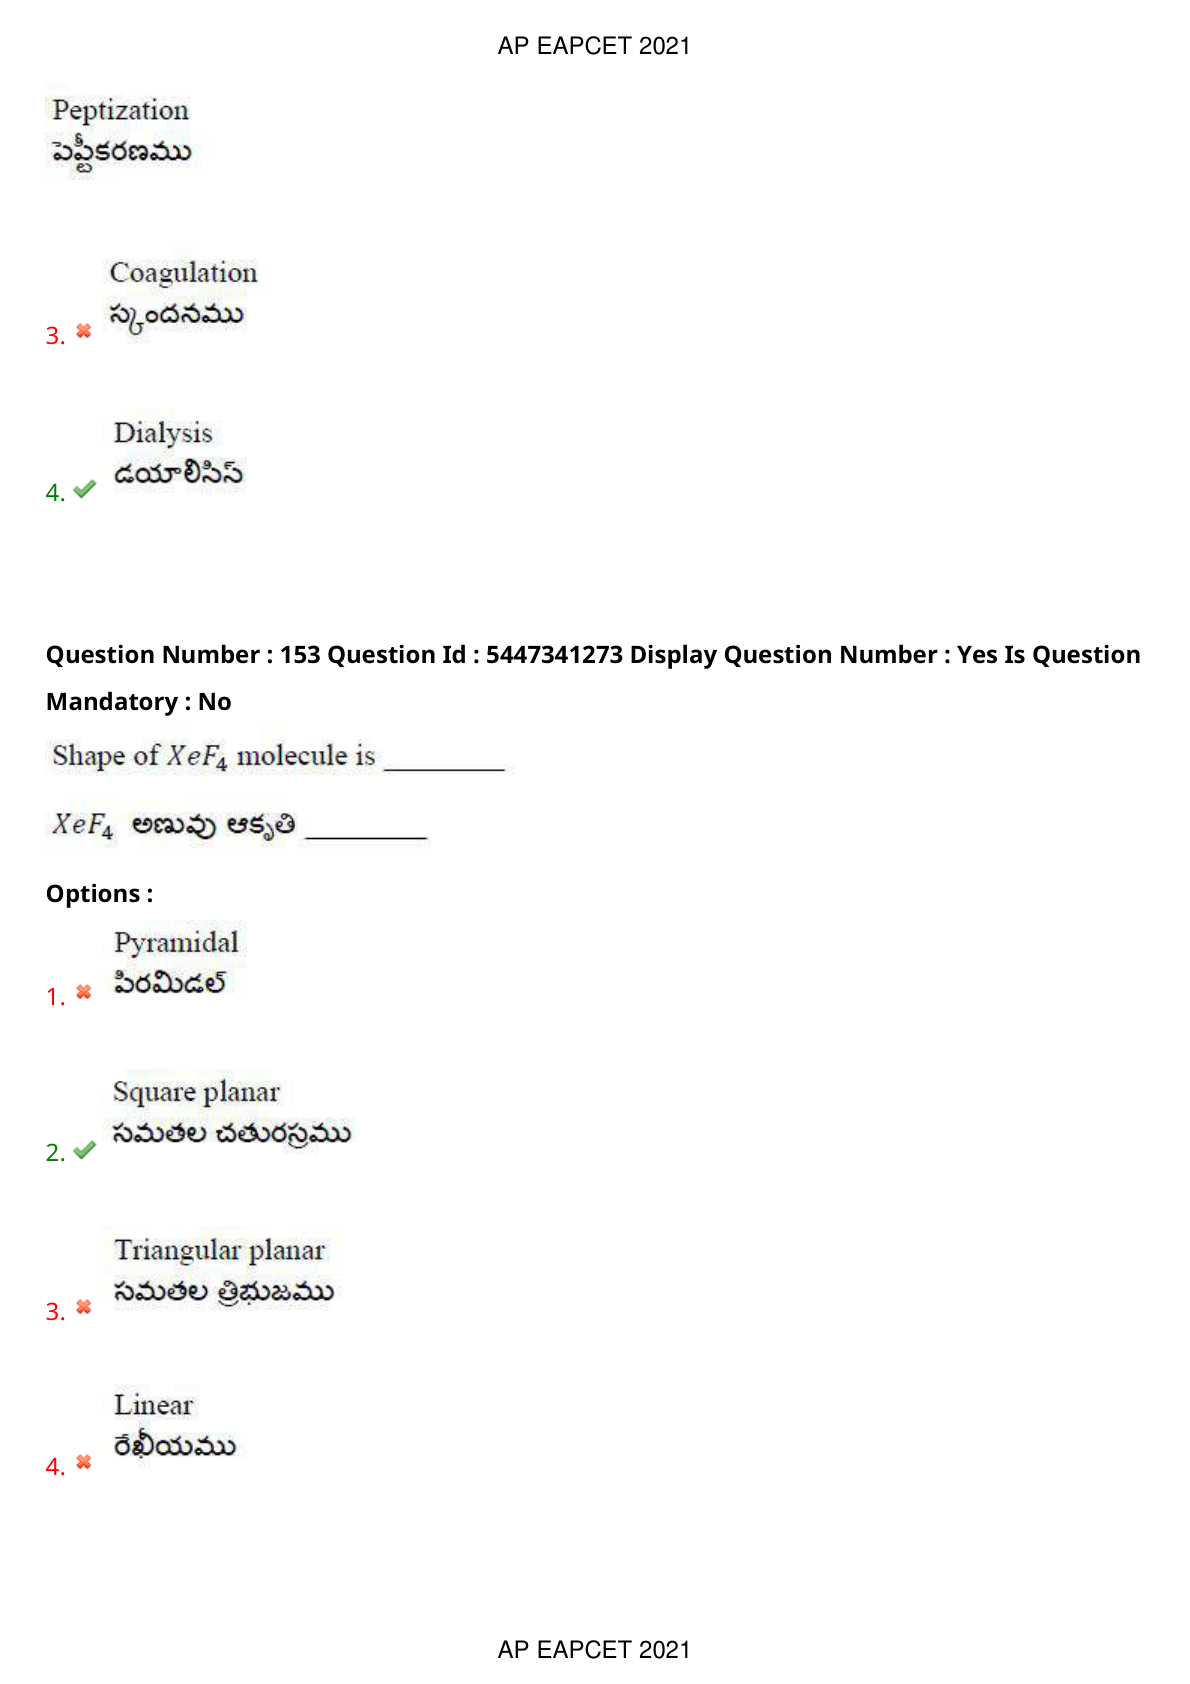 AP EAPCET 2021
Peptization
పెప్టీకరణము
Coagulation
స్కందనము
3.
Dialysis
డయాలిసిస్
4.
Question Number : 153 Question Id : 5447341273 Display Question Number : Yes Is Question
Mandatory : No
Shape of XeF₄ molecule is ________
XeF₄ అణువు ఆకృతి ________
Options :
Pyramidal
పిరమిడల్
1.
Square planar
సమతల చతురస్రము
2.
Triangular planar
సమతల త్రిభుజము
3.
Linear
రేఖీయము
4.
AP EAPCET 2021